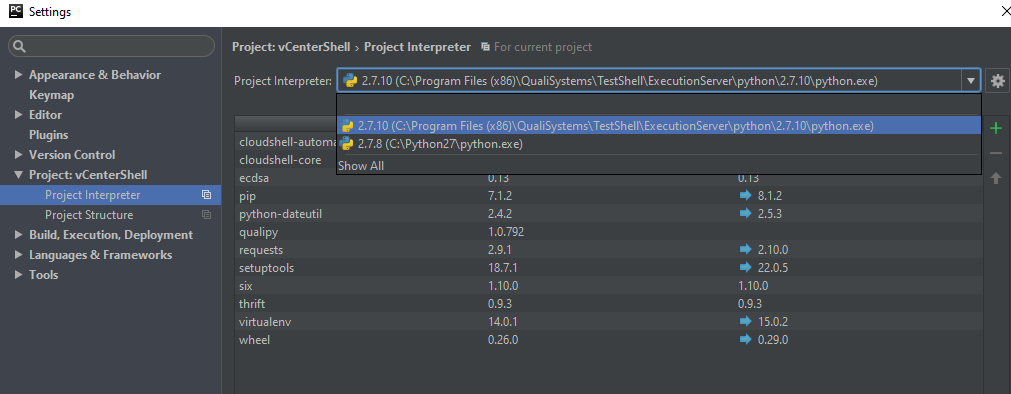 PC Settings
Project: vCenterShell › Project Interpreter For current project
Appearance & Behavior
Keymap
Editor
Plugins
Version Control
Project: vCenterShell
Project Interpreter
Project Structure
Build, Execution, Deployment
Languages & Frameworks
Tools
Project Interpreter: 2.7.10 (C:\Program Files (x86)\QualiSystems\TestShell\ExecutionServer\python\2.7.10\python.exe)
2.7.10 (C:\Program Files (x86)\QualiSystems\TestShell\ExecutionServer\python\2.7.10\python.exe)
2.7.8 (C:\Python27\python.exe)
Show All
cloudshell-automa
cloudshell-core
ecdsa 0.13 0.13
pip 7.1.2 8.1.2
python-dateutil 2.4.2 2.5.3
qualipy 1.0.792
requests 2.9.1 2.10.0
setuptools 18.7.1 22.0.5
six 1.10.0 1.10.0
thrift 0.9.3 0.9.3
virtualenv 14.0.1 15.0.2
wheel 0.26.0 0.29.0